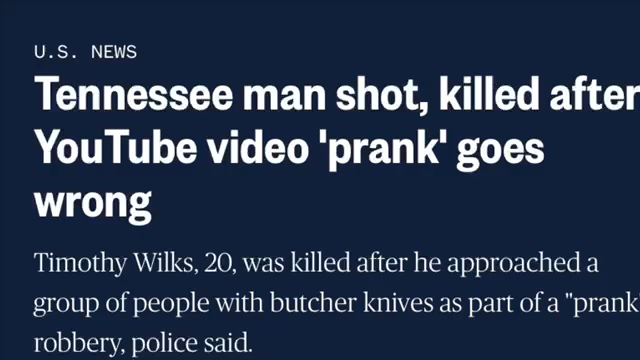 U.S. NEWS
Tennessee man shot, killed after
YouTube video 'prank' goes
wrong
Timothy Wilks, 20, was killed after he approached a
group of people with butcher knives as part of a "prank"
robbery, police said.